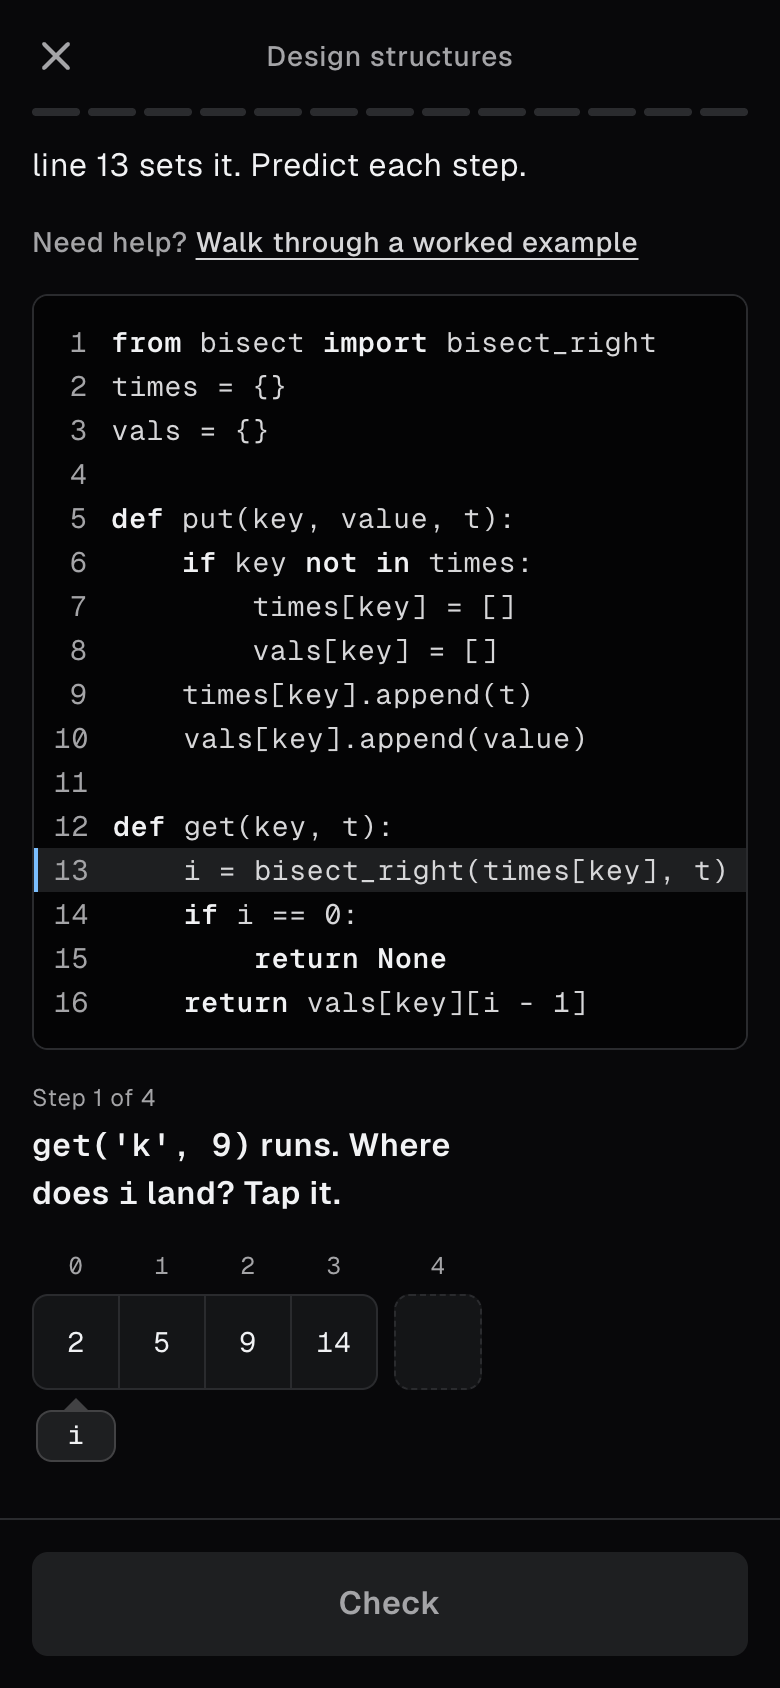 Design structures
line 13 sets it. Predict each step.
Need help? Walk through a worked example
1 from bisect import bisect_right
2 times = {}
3 vals = {}
4
5 def put(key, value, t):
6     if key not in times:
7         times[key] = []
8         vals[key] = []
9     times[key].append(t)
10     vals[key].append(value)
11
12 def get(key, t):
13     i = bisect_right(times[key], t)
14     if i == 0:
15         return None
16     return vals[key][i - 1]
Step 1 of 4
get('k', 9) runs. Where
does i land? Tap it.
0 1 2 3 4
2 5 9 14
i
Check